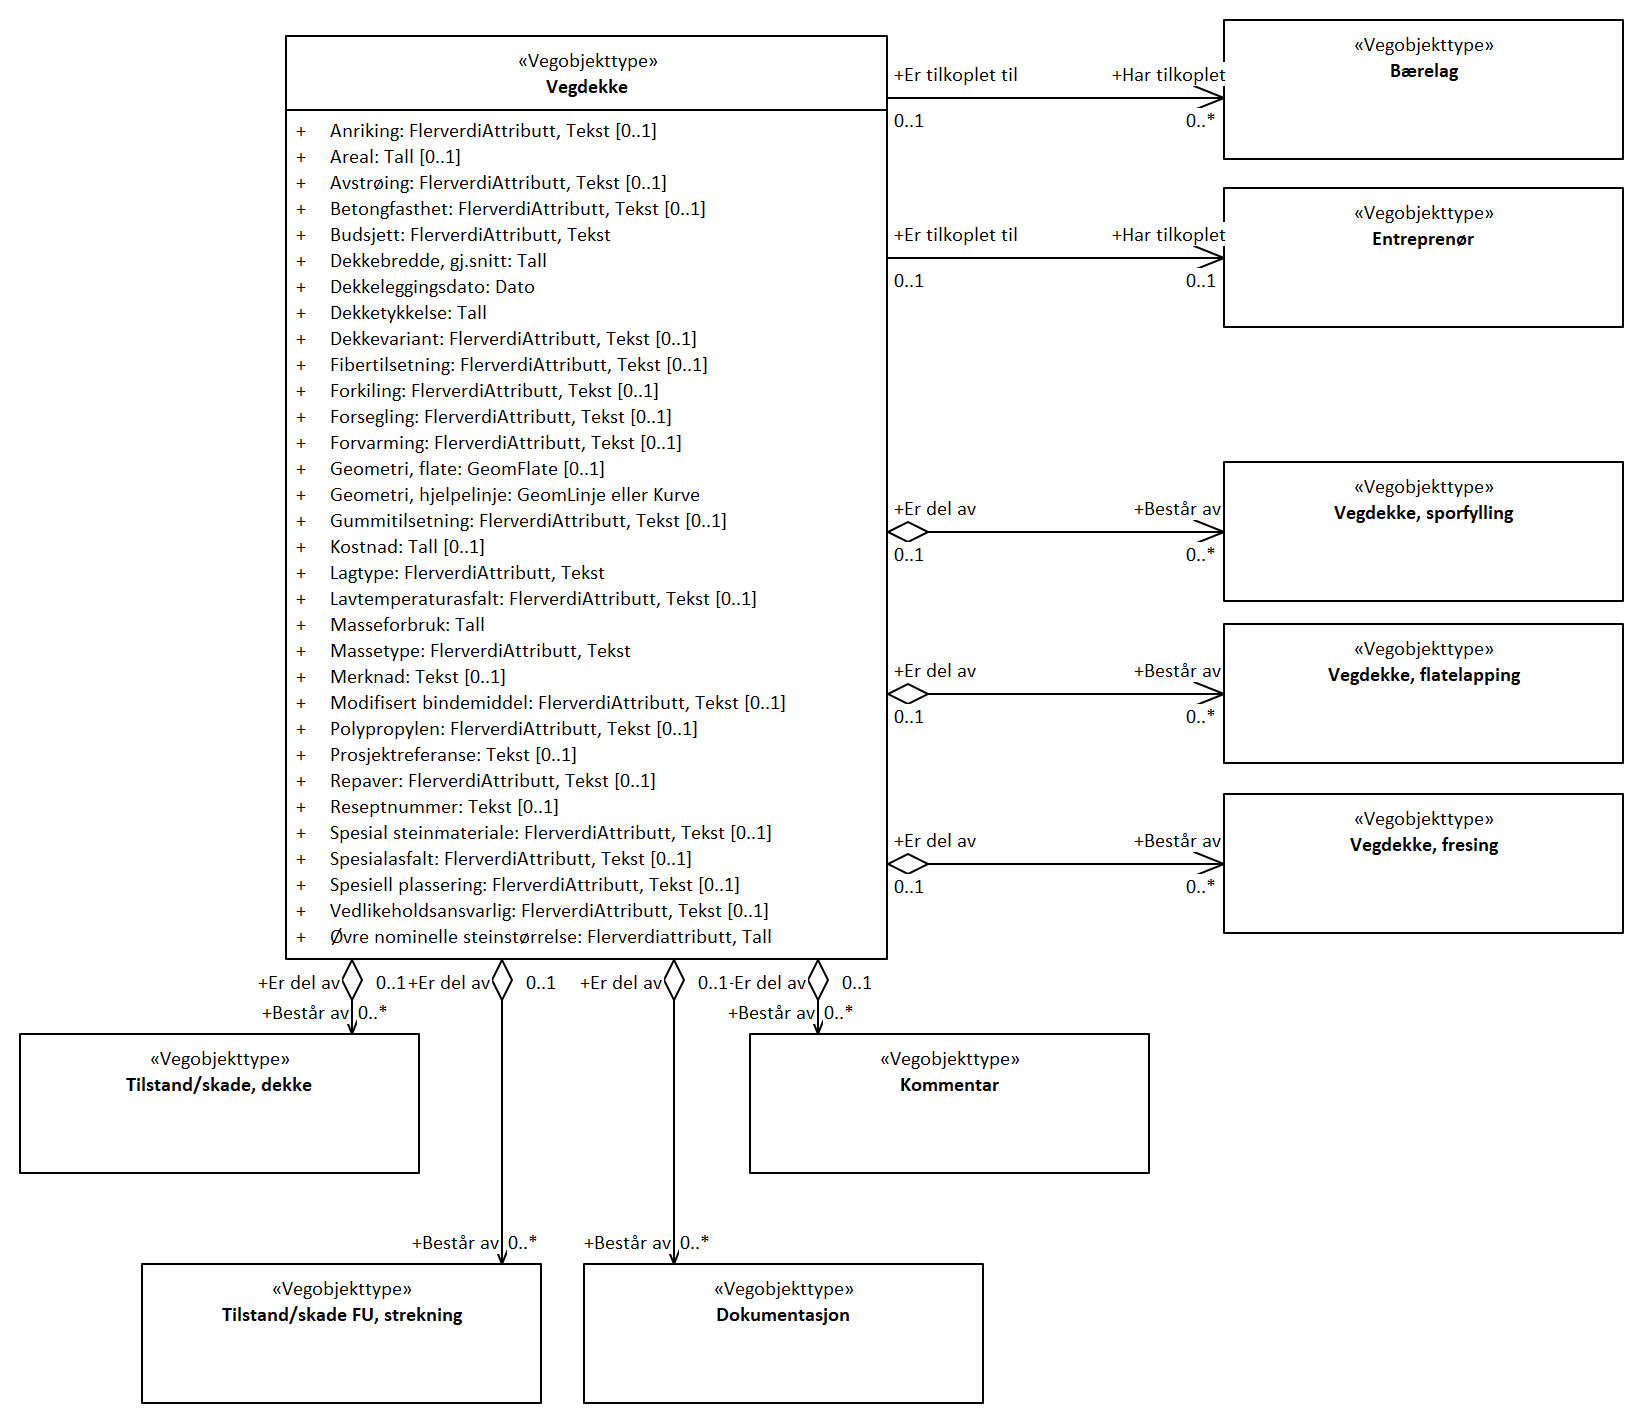 «Vegobjekttype»
Vegdekke
+ Anriking: FlerverdiAttributt, Tekst [0..1]
+ Areal: Tall [0..1]
+ Avstrøing: FlerverdiAttributt, Tekst [0..1]
+ Betongfasthet: FlerverdiAttributt, Tekst [0..1]
+ Budsjett: FlerverdiAttributt, Tekst
+ Dekkebredde, gj.snitt: Tall
+ Dekkeleggingsdato: Dato
+ Dekketykkelse: Tall
+ Dekkevariant: FlerverdiAttributt, Tekst [0..1]
+ Fibertilsetning: FlerverdiAttributt, Tekst [0..1]
+ Forkiling: FlerverdiAttributt, Tekst [0..1]
+ Forsegling: FlerverdiAttributt, Tekst [0..1]
+ Forvarming: FlerverdiAttributt, Tekst [0..1]
+ Geometri, flate: GeomFlate [0..1]
+ Geometri, hjelpelinje: GeomLinje eller Kurve
+ Gummitilsetning: FlerverdiAttributt, Tekst [0..1]
+ Kostnad: Tall [0..1]
+ Lagtype: FlerverdiAttributt, Tekst
+ Lavtemperaturasfalt: FlerverdiAttributt, Tekst [0..1]
+ Masseforbruk: Tall
+ Massetype: FlerverdiAttributt, Tekst
+ Merknad: Tekst [0..1]
+ Modifisert bindemiddel: FlerverdiAttributt, Tekst [0..1]
+ Polypropylen: FlerverdiAttributt, Tekst [0..1]
+ Prosjektreferanse: Tekst [0..1]
+ Repaver: FlerverdiAttributt, Tekst [0..1]
+ Reseptnummer: Tekst [0..1]
+ Spesial steinmateriale: FlerverdiAttributt, Tekst [0..1]
+ Spesialasfalt: FlerverdiAttributt, Tekst [0..1]
+ Spesiell plassering: FlerverdiAttributt, Tekst [0..1]
+ Vedlikeholdsansvarlig: FlerverdiAttributt, Tekst [0..1]
+ Øvre nominelle steinstørrelse: Flerverdiattributt, Tall
+Er tilkoplet til +Har tilkoplet
0..1 0..*
«Vegobjekttype»
Bærelag
+Er tilkoplet til +Har tilkoplet
0..1 0..1
«Vegobjekttype»
Entreprenør
+Er del av +Består av
0..1 0..*
«Vegobjekttype»
Vegdekke, sporfylling
+Er del av +Består av
0..1 0..*
«Vegobjekttype»
Vegdekke, flatelapping
+Er del av +Består av
0..1 0..*
«Vegobjekttype»
Vegdekke, fresing
+Er del av 0..1 +Er del av 0..1 +Er del av 0..1 -Er del av 0..1
+Består av 0..* +Består av 0..*
«Vegobjekttype»
Tilstand/skade, dekke
«Vegobjekttype»
Kommentar
+Består av 0..* +Består av 0..*
«Vegobjekttype»
Tilstand/skade FU, strekning
«Vegobjekttype»
Dokumentasjon